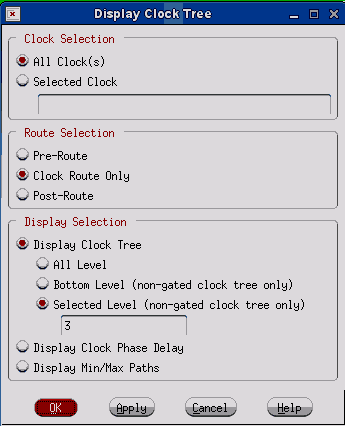 Display Clock Tree
Clock Selection
All Clock(s)
Selected Clock
Route Selection
Pre-Route
Clock Route Only
Post-Route
Display Selection
Display Clock Tree
All Level
Bottom Level (non-gated clock tree only)
Selected Level (non-gated clock tree only)
3
Display Clock Phase Delay
Display Min/Max Paths
OK Apply Cancel Help